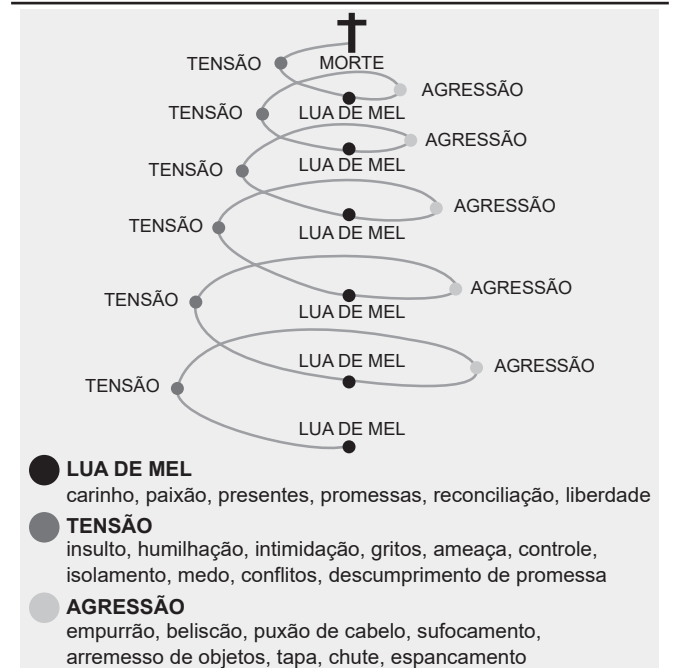 TENSÃO
MORTE
AGRESSÃO
TENSÃO
LUA DE MEL
AGRESSÃO
TENSÃO
LUA DE MEL
AGRESSÃO
TENSÃO
LUA DE MEL
AGRESSÃO
TENSÃO
LUA DE MEL
LUA DE MEL
AGRESSÃO
TENSÃO
LUA DE MEL
LUA DE MEL
carinho, paixão, presentes, promessas, reconciliação, liberdade
TENSÃO
insulto, humilhação, intimidação, gritos, ameaça, controle,
isolamento, medo, conflitos, descumprimento de promessa
AGRESSÃO
empurrão, beliscão, puxão de cabelo, sufocamento,
arremesso de objetos, tapa, chute, espancamento